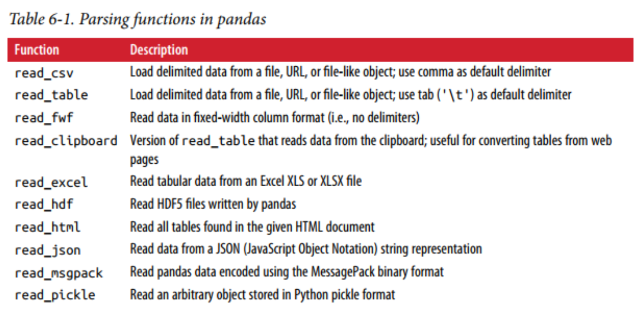 Table 6-1. Parsing functions in pandas
Function Description
read_csv Load delimited data from a file, URL, or file-like object; use comma as default delimiter
read_table Load delimited data from a file, URL, or file-like object; use tab ('\t') as default delimiter
read_fwf Read data in fixed-width column format (i.e., no delimiters)
read_clipboard Version of read_table that reads data from the clipboard; useful for converting tables from web
pages
read_excel Read tabular data from an Excel XLS or XLSX file
read_hdf Read HDF5 files written by pandas
read_html Read all tables found in the given HTML document
read_json Read data from a JSON (JavaScript Object Notation) string representation
read_msgpack Read pandas data encoded using the MessagePack binary format
read_pickle Read an arbitrary object stored in Python pickle format